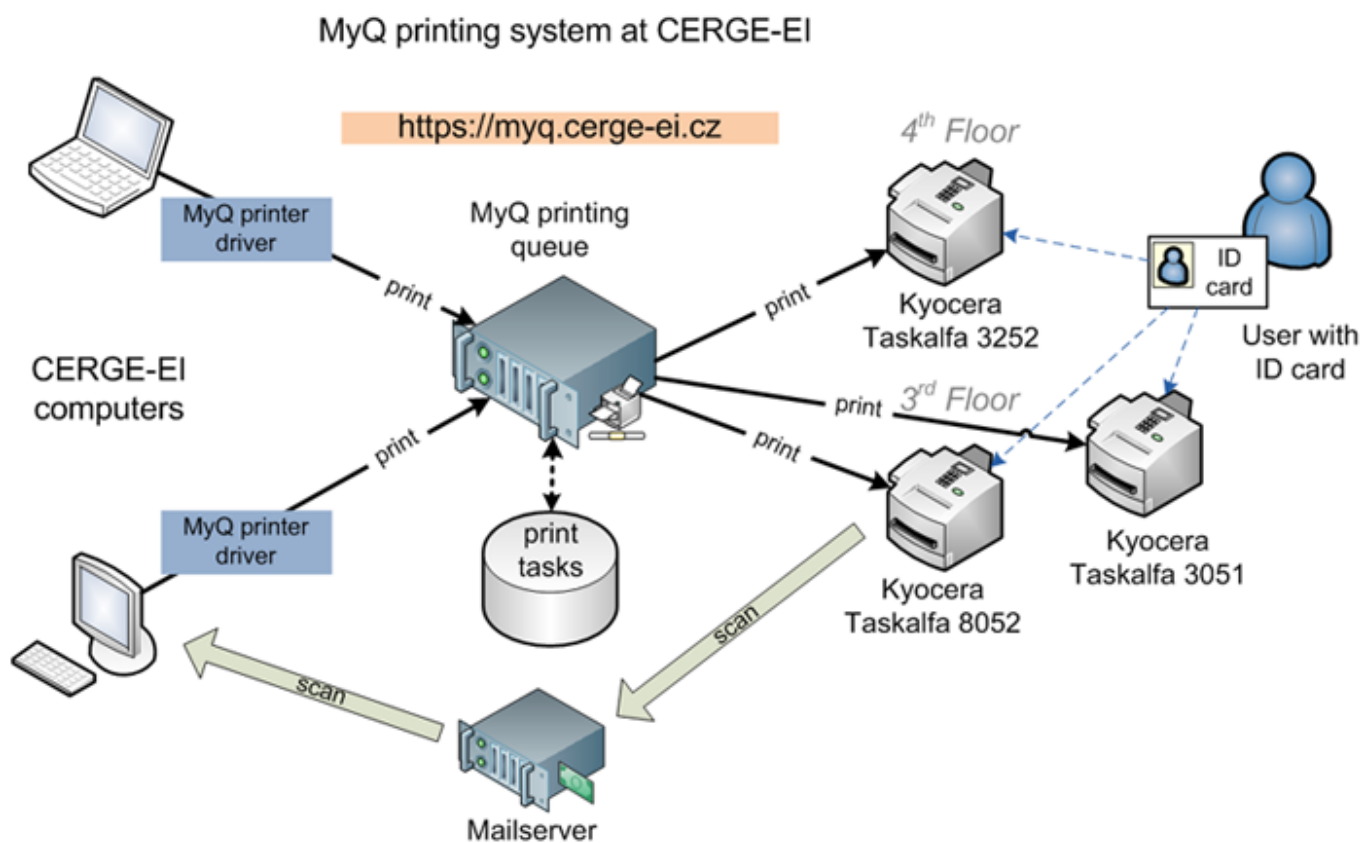 MyQ printing system at CERGE-EI
https://myq.cerge-ei.cz
4th Floor
MyQ printer
driver
MyQ printing
queue
print
print
ID
card
Kyocera
Taskalfa 3252
User with
ID card
CERGE-EI
computers
3rd Floor
print
print
print
MyQ printer
driver
print
tasks
Kyocera
Taskalfa 3051
Kyocera
Taskalfa 8052
scan
scan
Mailserver